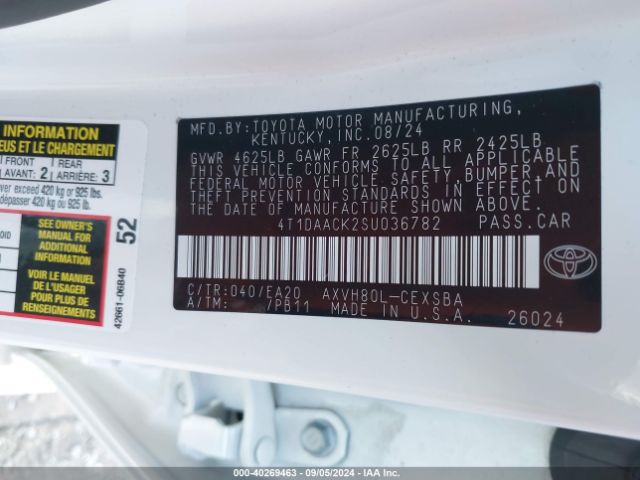 INFORMATION
EUS ET LE CHARGEMENT
FRONT
AVANT: 2
REAR
ARRIÈRE: 3
ver exceed 420 kg or 925 lbs.
dépasser 420 kg ou 925 lb.
OID
SEE OWNER'S
MANUAL FOR
ADDITIONAL
INFORMATION
VOIR LE MANUEL
DE L'USAGER
POUR PLUS DE
RENSEIGNEMENTS
52
42661-06B40
MFD.BY:TOYOTA MOTOR MANUFACTURING,
KENTUCKY, INC.08/24
GVWR 4625LB GAWR FR 2625LB RR 2425LB
THIS VEHICLE CONFORMS TO ALL APPLICABLE
FEDERAL MOTOR VEHICLE SAFETY,BUMPER,AND
THEFT PREVENTION STANDARDS IN EFFECT ON
THE DATE OF MANUFACTURE SHOWN ABOVE.
4T1DAACK2SU036782 PASS.CAR
TOYOTA
C/TR:040/EA20 AXVH80L-CEXSBA
A/TM: /PB11 MADE IN U.S.A. 26024
000-40269463 - 09/05/2024 - IAA Inc.